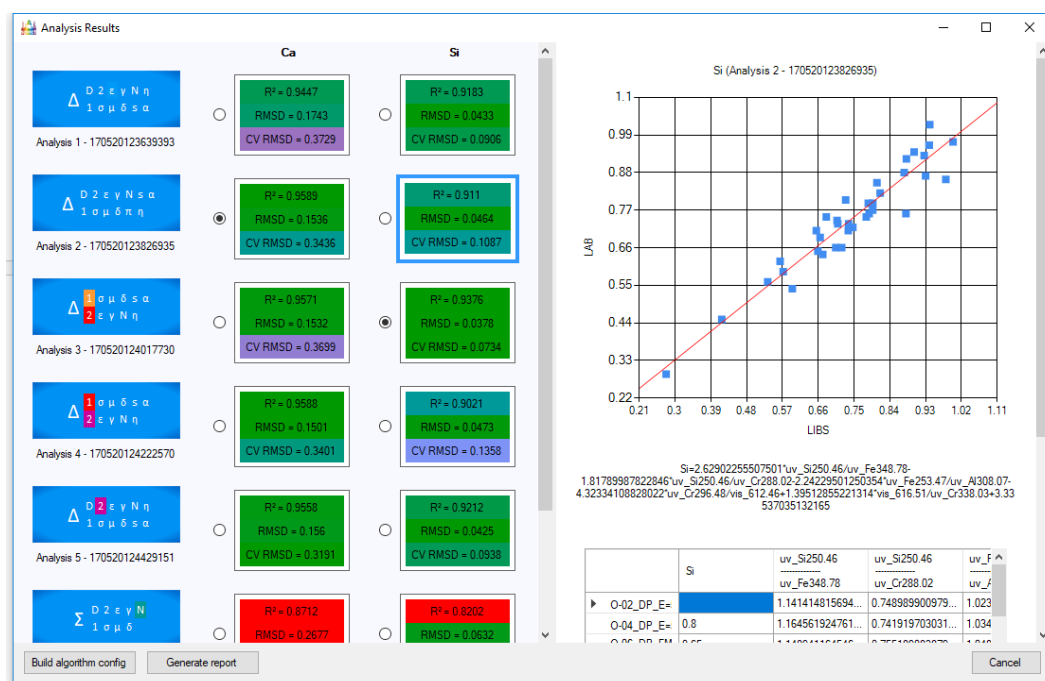 Analysis Results
Ca
Si
Δ
D 2 ε γ N η
1 σ μ δ s α
Analysis 1 - 170520123639393
R² = 0.9447
RMSD = 0.1743
CV RMSD = 0.3729
R² = 0.9183
RMSD = 0.0433
CV RMSD = 0.0906
Δ
D 2 ε γ N s α
1 σ μ δ π η
Analysis 2 - 170520123826935
R² = 0.9589
RMSD = 0.1536
CV RMSD = 0.3436
R² = 0.911
RMSD = 0.0464
CV RMSD = 0.1087
Δ
1 σ μ δ s α
2 ε γ N η
Analysis 3 - 170520124017730
R² = 0.9571
RMSD = 0.1532
CV RMSD = 0.3699
R² = 0.9376
RMSD = 0.0378
CV RMSD = 0.0734
Δ
1 σ μ δ s α
2 ε γ N η
Analysis 4 - 170520124222570
R² = 0.9588
RMSD = 0.1501
CV RMSD = 0.3401
R² = 0.9021
RMSD = 0.0473
CV RMSD = 0.1358
Δ
D 2 ε γ N η
1 σ μ δ s α
Analysis 5 - 170520124429151
R² = 0.9558
RMSD = 0.156
CV RMSD = 0.3191
R² = 0.9212
RMSD = 0.0425
CV RMSD = 0.0938
Σ
D 2 ε γ N
1 σ μ δ
R² = 0.8712
RMSD = 0.2677
R² = 0.8202
RMSD = 0.0632
Si (Analysis 2 - 170520123826935)
1.1
0.99
0.88
0.77
0.66
0.55
0.44
0.33
0.22
LAB
0.21 0.3 0.39 0.48 0.57 0.66 0.75 0.84 0.93 1.02 1.11
LIBS
Si=2.62902255507501*uv_Si250.46/uv_Fe348.78-
1.81789987822846*uv_Si250.46/uv_Cr288.02-2.24229501250354*uv_Fe253.47/uv_Al308.07-
4.32334108828022*uv_Cr296.48/vis_612.46+1.39512855221314*vis_616.51/uv_Cr338.03+3.33
537035132165
Si
uv_Si250.46
-------------
uv_Fe348.78
uv_Si250.46
-------------
uv_Cr288.02
O-02_DP_E= 1.141414815694... 0.748989900979... 1.023
O-04_DP_E= 0.8 1.164561924761... 0.741919703031... 1.034
Build algorithm config
Generate report
Cancel